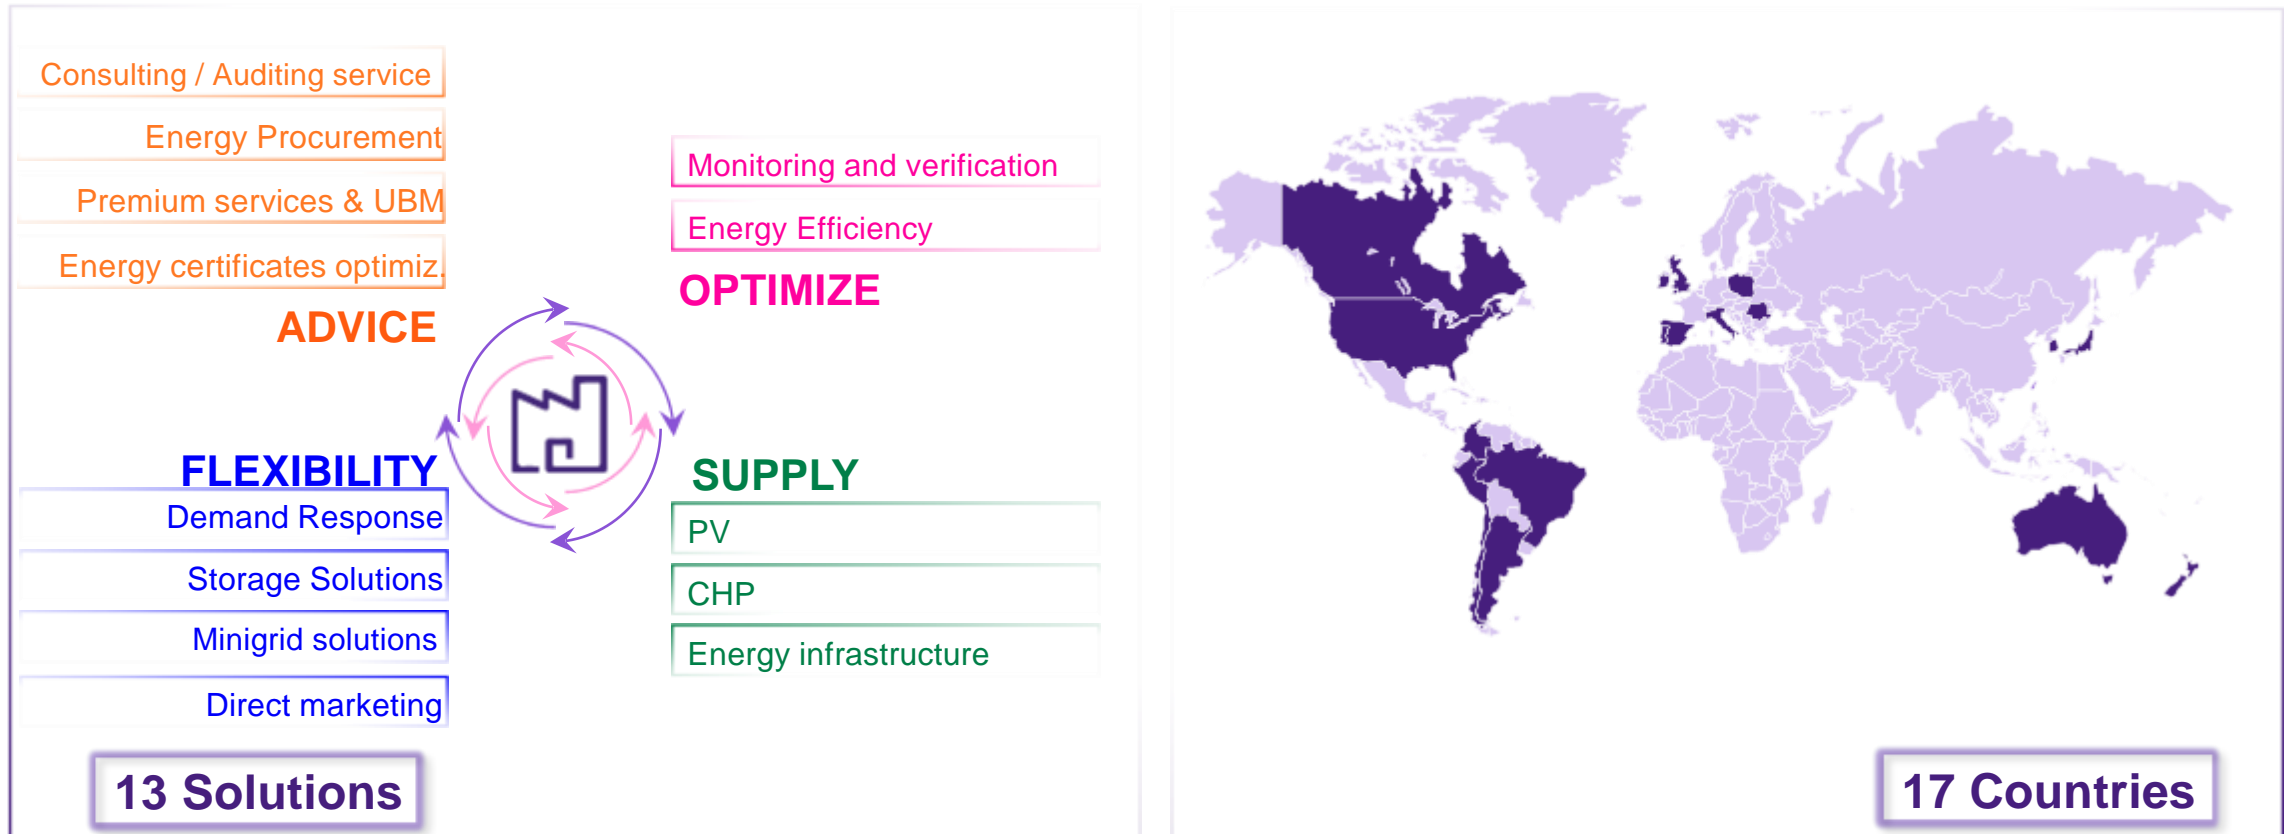 Consulting / Auditing service
Energy Procurement
Premium services & UBM
Energy certificates optimiz.
ADVICE
Monitoring and verification
Energy Efficiency
OPTIMIZE
FLEXIBILITY
Demand Response
Storage Solutions
Minigrid solutions
Direct marketing
SUPPLY
PV
CHP
Energy infrastructure
13 Solutions
17 Countries